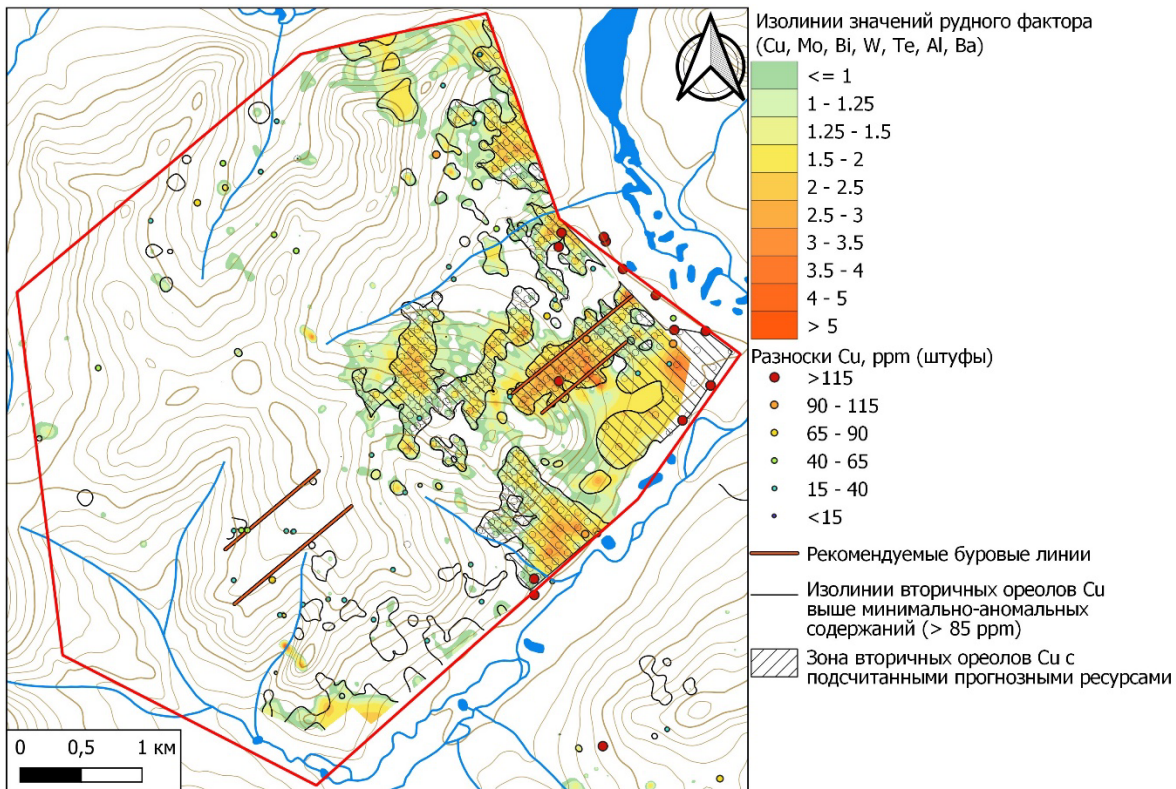 Изолинии значений рудного фактора
(Cu, Mo, Bi, W, Te, Al, Ba)
<= 1
1 - 1.25
1.25 - 1.5
1.5 - 2
2 - 2.5
2.5 - 3
3 - 3.5
3.5 - 4
4 - 5
> 5
Разноски Cu, ppm (штуфы)
>115
90 - 115
65 - 90
40 - 65
15 - 40
<15
Рекомендуемые буровые линии
Изолинии вторичных ореолов Cu
выше минимально-аномальных
содержаний (> 85 ppm)
Зона вторичных ореолов Cu с
подсчитанными прогнозными ресурсами
0 0,5 1 км